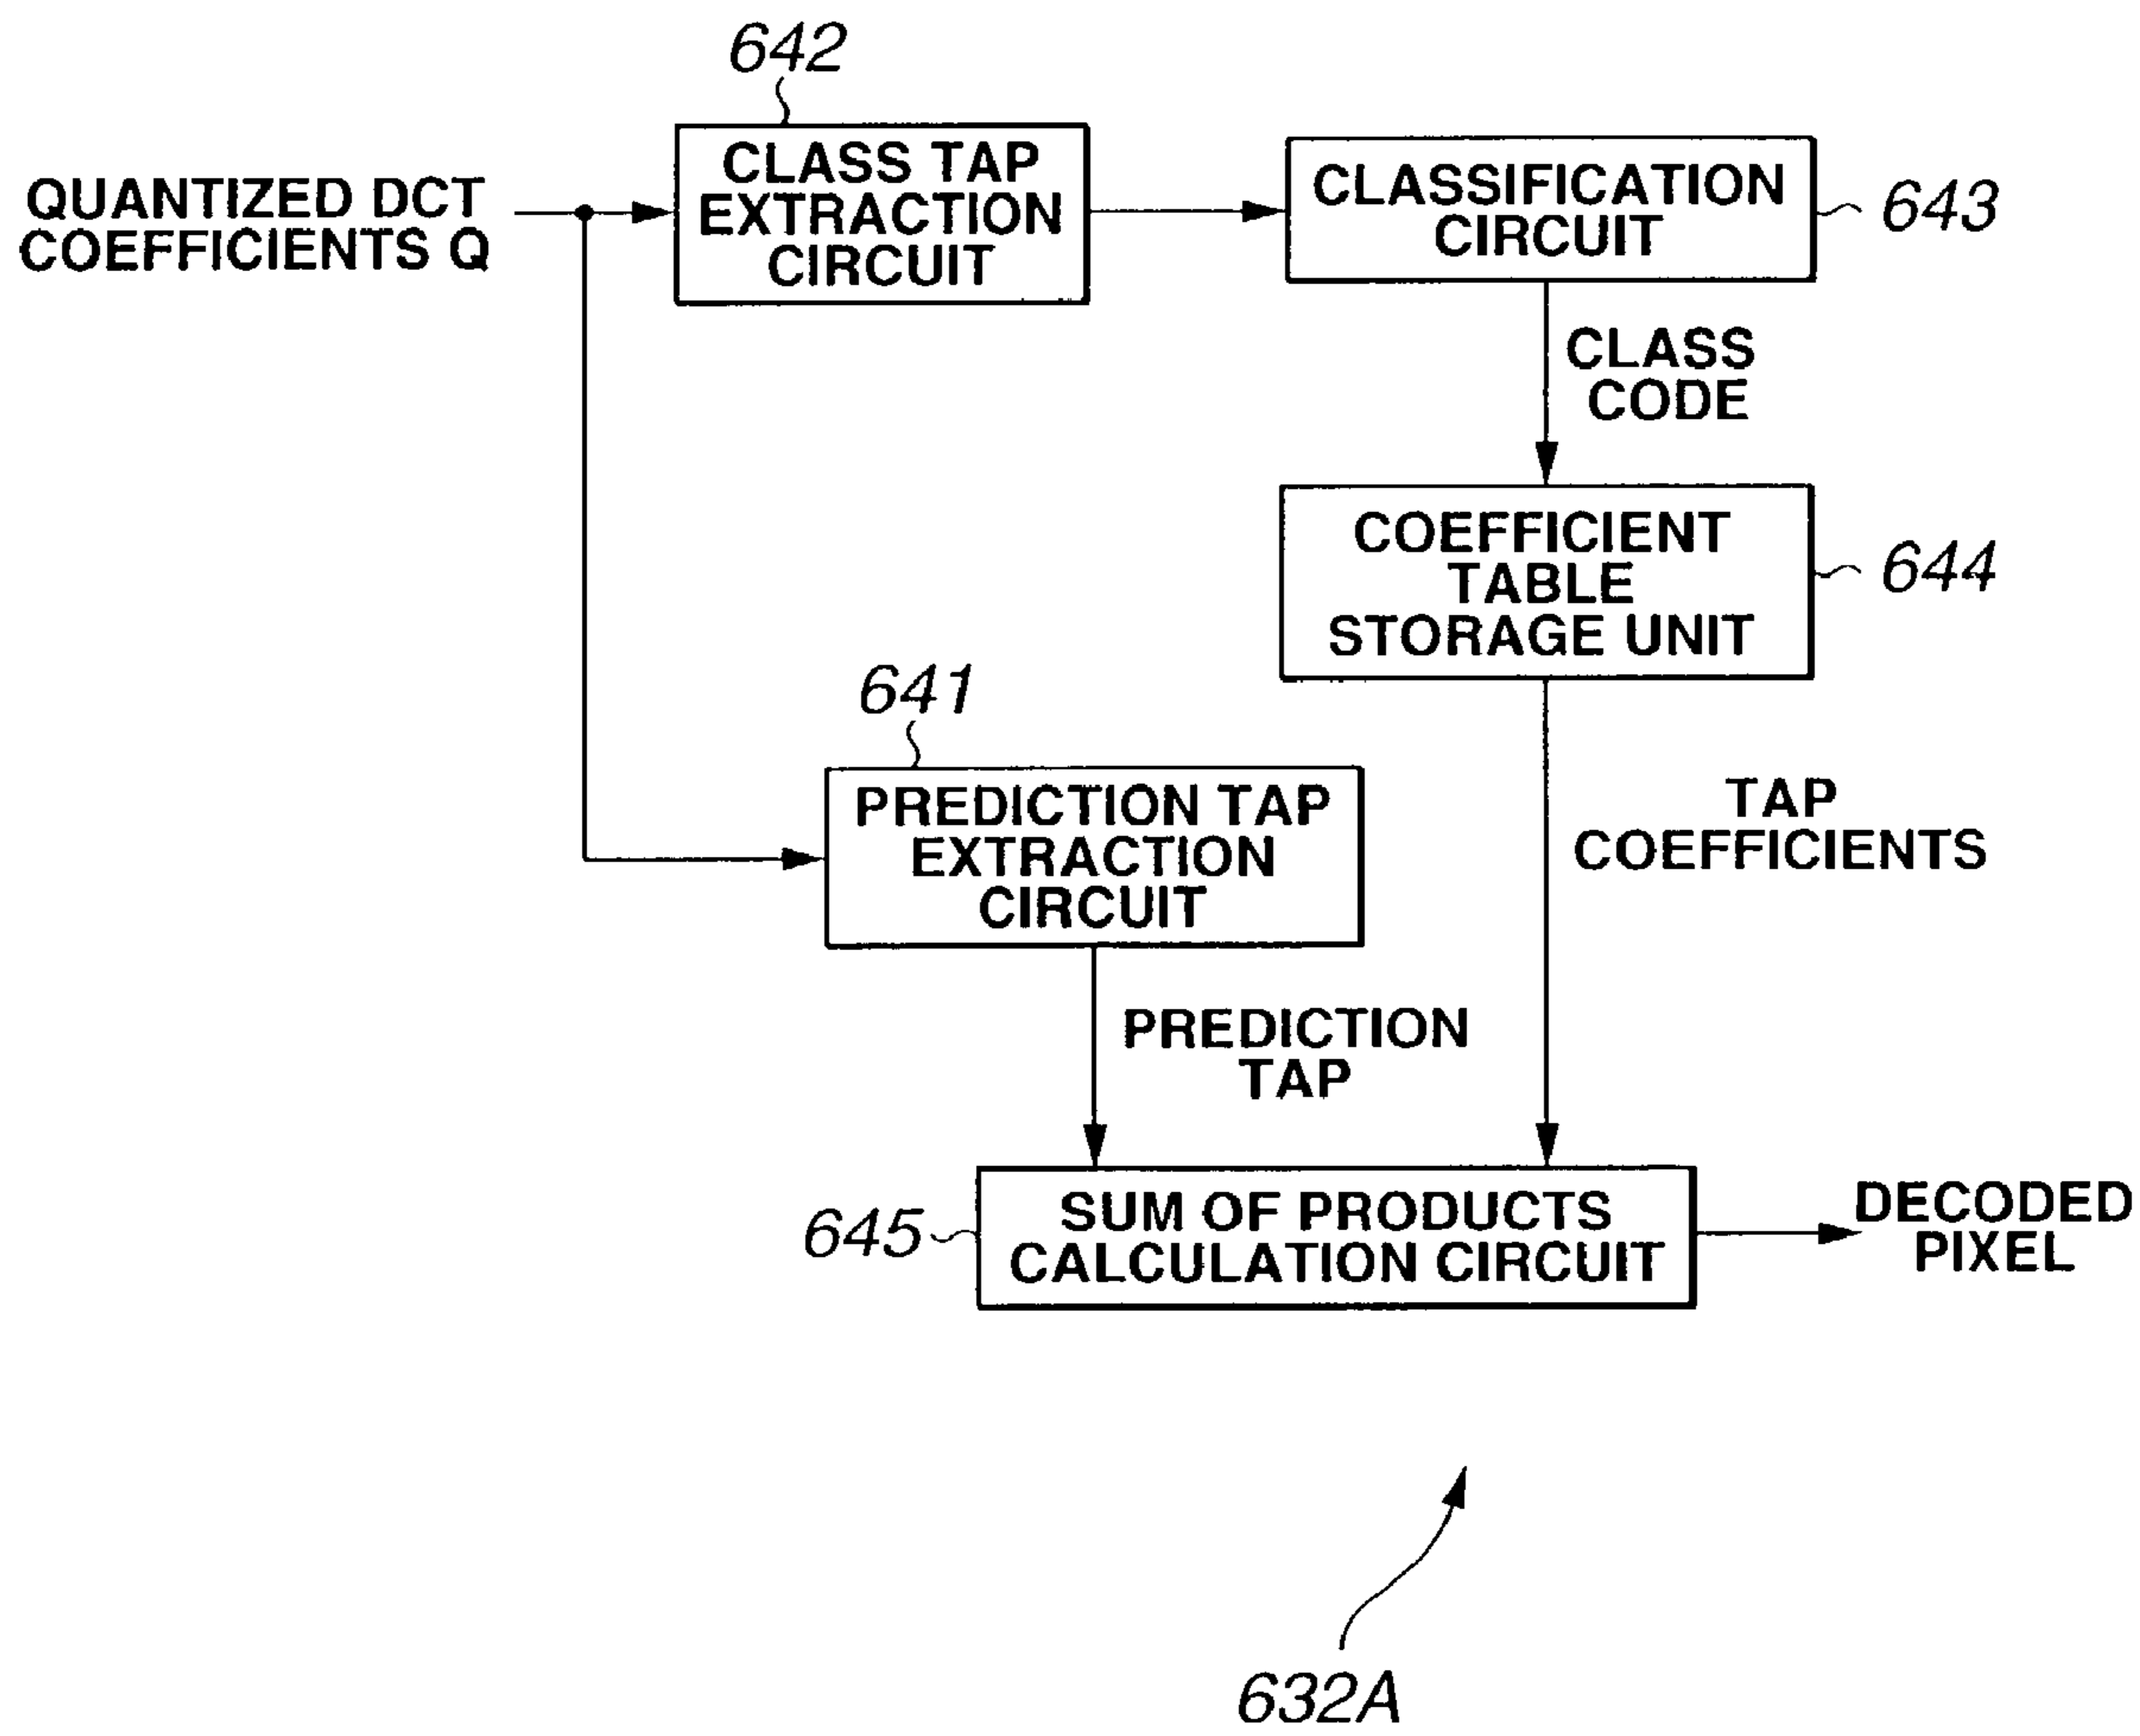 642
CLASS TAP
EXTRACTION
CIRCUIT
QUANTIZED DCT
COEFFICIENTS Q
CLASSIFICATION
CIRCUIT
643
CLASS
CODE
COEFFICIENT
TABLE
STORAGE UNIT
644
641
PREDICTION TAP
EXTRACTION
CIRCUIT
TAP
COEFFICIENTS
PREDICTION
TAP
645
SUM OF PRODUCTS
CALCULATION CIRCUIT
DECODED
PIXEL
632A